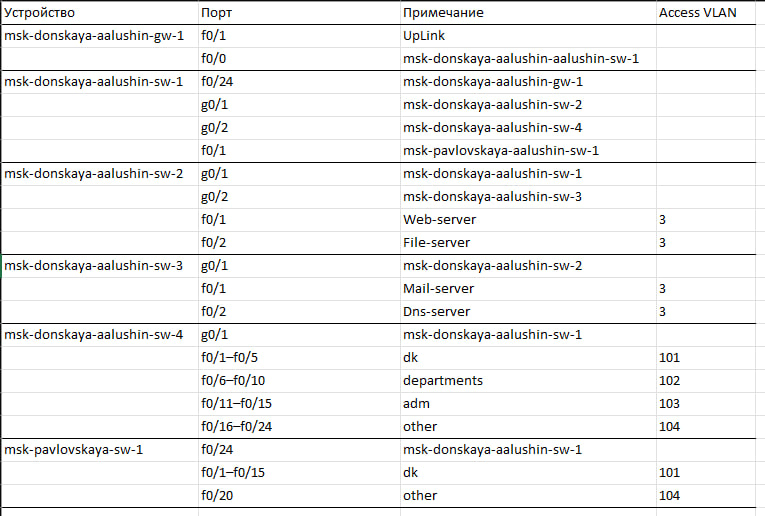 Устройство Порт Примечание Access VLAN
msk-donskaya-aalushin-gw-1 f0/1 UpLink
f0/0 msk-donskaya-aalushin-aalushin-sw-1
msk-donskaya-aalushin-sw-1 f0/24 msk-donskaya-aalushin-gw-1
g0/1 msk-donskaya-aalushin-sw-2
g0/2 msk-donskaya-aalushin-sw-4
f0/1 msk-pavlovskaya-aalushin-sw-1
msk-donskaya-aalushin-sw-2 g0/1 msk-donskaya-aalushin-sw-1
g0/2 msk-donskaya-aalushin-sw-3
f0/1 Web-server 3
f0/2 File-server 3
msk-donskaya-aalushin-sw-3 g0/1 msk-donskaya-aalushin-sw-2
f0/1 Mail-server 3
f0/2 Dns-server 3
msk-donskaya-aalushin-sw-4 g0/1 msk-donskaya-aalushin-sw-1
f0/1–f0/5 dk 101
f0/6–f0/10 departments 102
f0/11–f0/15 adm 103
f0/16–f0/24 other 104
msk-pavlovskaya-sw-1 f0/24 msk-donskaya-aalushin-sw-1
f0/1–f0/15 dk 101
f0/20 other 104